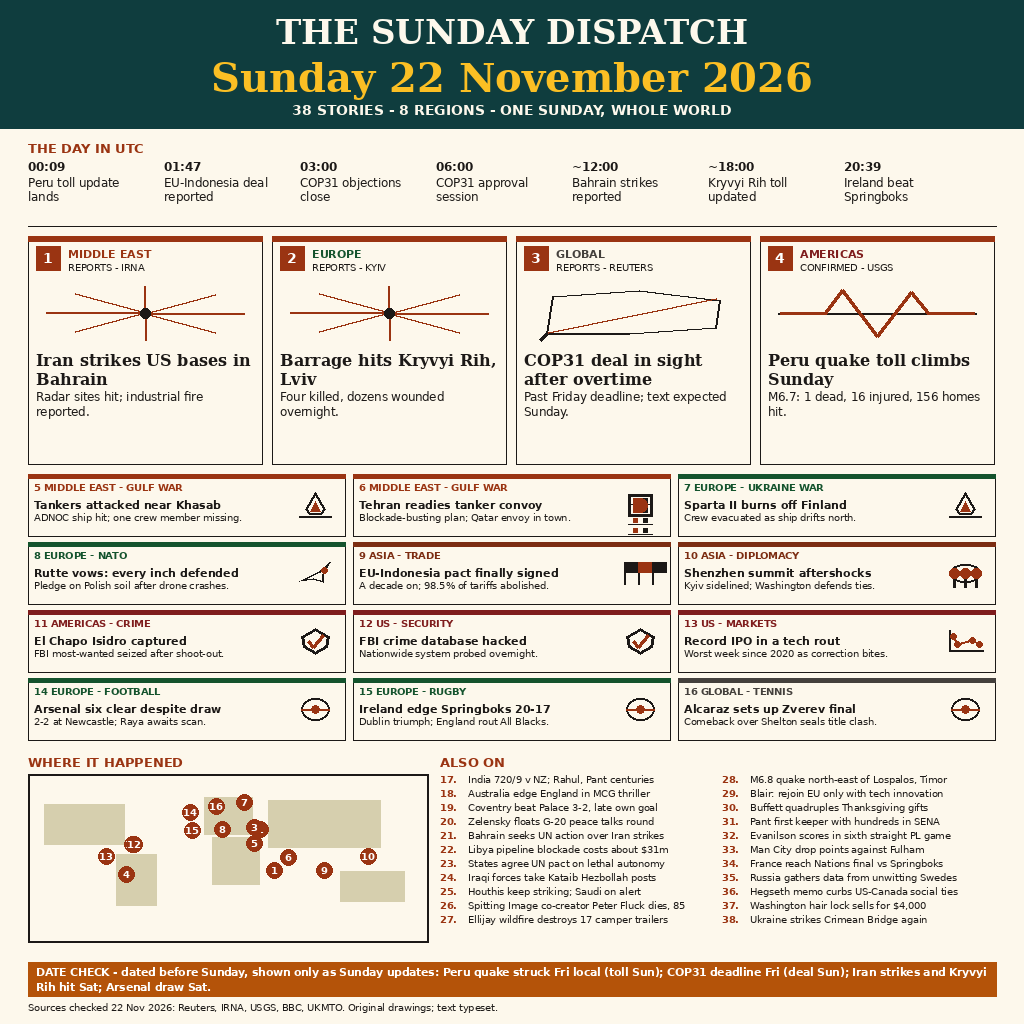 THE SUNDAY DISPATCH
Sunday 22 November 2026
38 STORIES - 8 REGIONS - ONE SUNDAY, WHOLE WORLD
THE DAY IN UTC
00:09
Peru toll update
lands
01:47
EU-Indonesia deal
reported
03:00
COP31 objections
close
06:00
COP31 approval
session
~12:00
Bahrain strikes
reported
~18:00
Kryvyi Rih toll
updated
20:39
Ireland beat
Springboks
1
MIDDLE EAST
REPORTS - IRNA
Iran strikes US bases in
Bahrain
Radar sites hit; industrial fire
reported.
2
EUROPE
REPORTS - KYIV
Barrage hits Kryvyi Rih,
Lviv
Four killed, dozens wounded
overnight.
3
GLOBAL
REPORTS - REUTERS
COP31 deal in sight
after overtime
Past Friday deadline; text expected
Sunday.
4
AMERICAS
CONFIRMED - USGS
Peru quake toll climbs
Sunday
M6.7: 1 dead, 16 injured, 156 homes
hit.
5 MIDDLE EAST - GULF WAR
Tankers attacked near Khasab
ADNOC ship hit; one crew member missing.
6 MIDDLE EAST - GULF WAR
Tehran readies tanker convoy
Blockade-busting plan; Qatar envoy in town.
7 EUROPE - UKRAINE WAR
Sparta II burns off Finland
Crew evacuated as ship drifts north.
8 EUROPE - NATO
Rutte vows: every inch defended
Pledge on Polish soil after drone crashes.
9 ASIA - TRADE
EU-Indonesia pact finally signed
A decade on; 98.5% of tariffs abolished.
10 ASIA - DIPLOMACY
Shenzhen summit aftershocks
Kyiv sidelined; Washington defends ties.
11 AMERICAS - CRIME
El Chapo Isidro captured
FBI most-wanted seized after shoot-out.
12 US - SECURITY
FBI crime database hacked
Nationwide system probed overnight.
13 US - MARKETS
Record IPO in a tech rout
Worst week since 2020 as correction bites.
14 EUROPE - FOOTBALL
Arsenal six clear despite draw
2-2 at Newcastle; Raya awaits scan.
15 EUROPE - RUGBY
Ireland edge Springboks 20-17
Dublin triumph; England rout All Blacks.
16 GLOBAL - TENNIS
Alcaraz sets up Zverev final
Comeback over Shelton seals title clash.
WHERE IT HAPPENED
7
16
14
15
8
3
5
12
13
4
6
1
9
10
ALSO ON
17. India 720/9 v NZ; Rahul, Pant centuries
18. Australia edge England in MCG thriller
19. Coventry beat Palace 3-2, late own goal
20. Zelensky floats G-20 peace talks round
21. Bahrain seeks UN action over Iran strikes
22. Libya pipeline blockade costs about $31m
23. States agree UN pact on lethal autonomy
24. Iraqi forces take Kataib Hezbollah posts
25. Houthis keep striking; Saudi on alert
26. Spitting Image co-creator Peter Fluck dies, 85
27. Ellijay wildfire destroys 17 camper trailers
28. M6.8 quake north-east of Lospalos, Timor
29. Blair: rejoin EU only with tech innovation
30. Buffett quadruples Thanksgiving gifts
31. Pant first keeper with hundreds in SENA
32. Evanilson scores in sixth straight PL game
33. Man City drop points against Fulham
34. France reach Nations final vs Springboks
35. Russia gathers data from unwitting Swedes
36. Hegseth memo curbs US-Canada social ties
37. Washington hair lock sells for $4,000
38. Ukraine strikes Crimean Bridge again
DATE CHECK - dated before Sunday, shown only as Sunday updates: Peru quake struck Fri local (toll Sun); COP31 deadline Fri (deal Sun); Iran strikes and Kryvyi
Rih hit Sat; Arsenal draw Sat.
Sources checked 22 Nov 2026: Reuters, IRNA, USGS, BBC, UKMTO. Original drawings; text typeset.